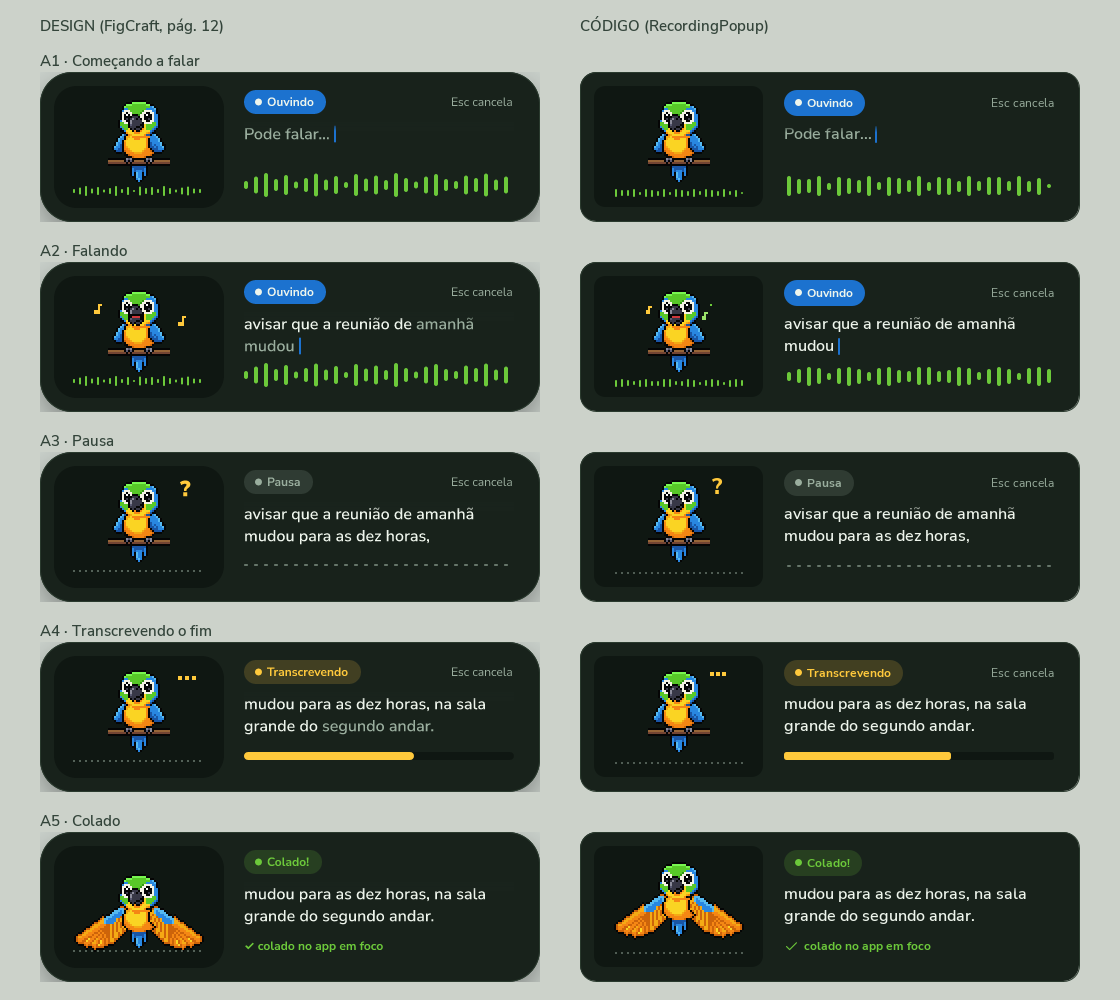 DESIGN (FigCraft, pág. 12)
CÓDIGO (RecordingPopup)
A1 · Começando a falar
Ouvindo
Esc cancela
Pode falar...
Ouvindo
Esc cancela
Pode falar...
A2 · Falando
Ouvindo
Esc cancela
avisar que a reunião de amanhã
mudou
Ouvindo
Esc cancela
avisar que a reunião de amanhã
mudou
A3 · Pausa
?
Pausa
Esc cancela
avisar que a reunião de amanhã
mudou para as dez horas,
?
Pausa
Esc cancela
avisar que a reunião de amanhã
mudou para as dez horas,
A4 · Transcrevendo o fim
Transcrevendo
Esc cancela
mudou para as dez horas, na sala
grande do segundo andar.
Transcrevendo
Esc cancela
mudou para as dez horas, na sala
grande do segundo andar.
A5 · Colado
Colado!
mudou para as dez horas, na sala
grande do segundo andar.
✓ colado no app em foco
Colado!
mudou para as dez horas, na sala
grande do segundo andar.
✓ colado no app em foco